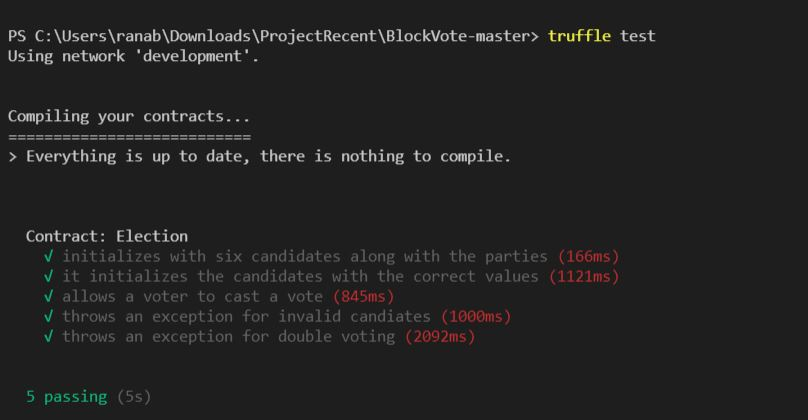 PS C:\Users\ranab\Downloads\ProjectRecent\BlockVote-master> truffle test
Using network 'development'.
Compiling your contracts...
===========================
> Everything is up to date, there is nothing to compile.
Contract: Election
√ initializes with six candidates along with the parties (166ms)
√ it initializes the candidates with the correct values (1121ms)
√ allows a voter to cast a vote (845ms)
√ throws an exception for invalid candiates (1000ms)
√ throws an exception for double voting (2092ms)
5 passing (5s)